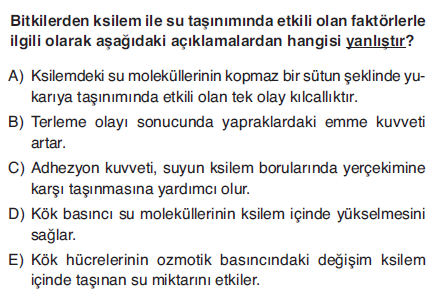 Bitkilerden ksilem ile su taşınımında etkili olan faktörlerle
ilgili olarak aşağıdaki açıklamalardan hangisi yanlıştır?
A) Ksilemdeki su moleküllerinin kopmaz bir sütun şeklinde yu-
karıya taşınımında etkili olan tek olay kılcallıktır.
B) Terleme olayı sonucunda yapraklardaki emme kuvveti
artar.
C) Adhezyon kuvveti, suyun ksilem borularında yerçekimine
karşı taşınmasına yardımcı olur.
D) Kök basıncı su moleküllerinin ksilem içinde yükselmesini
sağlar.
E) Kök hücrelerinin ozmotik basıncındaki değişim ksilem
içinde taşınan su miktarını etkiler.